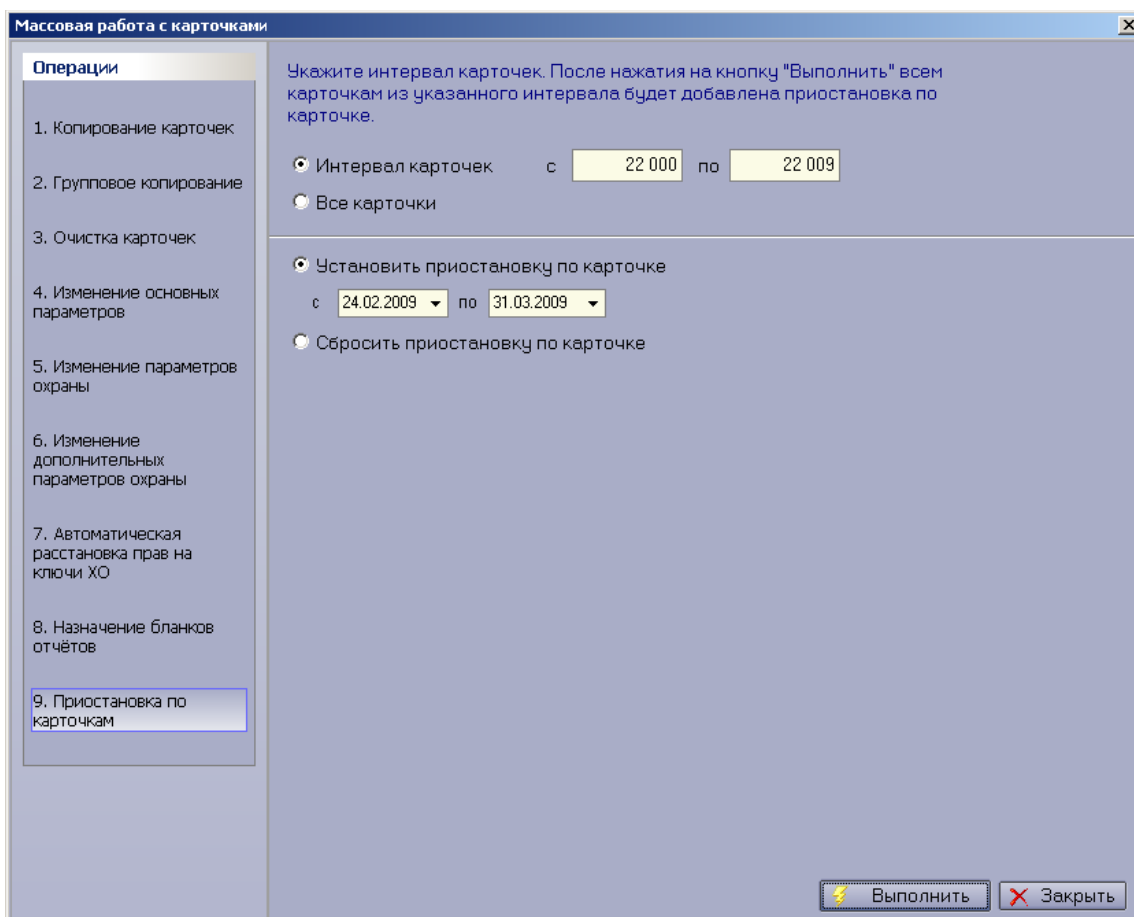 Массовая работа с карточками
Операции
1. Копирование карточек
2. Групповое копирование
3. Очистка карточек
4. Изменение основных
параметров
5. Изменение параметров
охраны
6. Изменение
дополнительных
параметров охраны
7. Автоматическая
расстановка прав на
ключи ХО
8. Назначение бланков
отчётов
9. Приостановка по
карточкам
Укажите интервал карточек. После нажатия на кнопку "Выполнить" всем
карточкам из указанного интервала будет добавлена приостановка по
карточке.
Интервал карточек с 22 000 по 22 009
Все карточки
Установить приостановку по карточке
с 24.02.2009 по 31.03.2009
Сбросить приостановку по карточке
Выполнить Закрыть